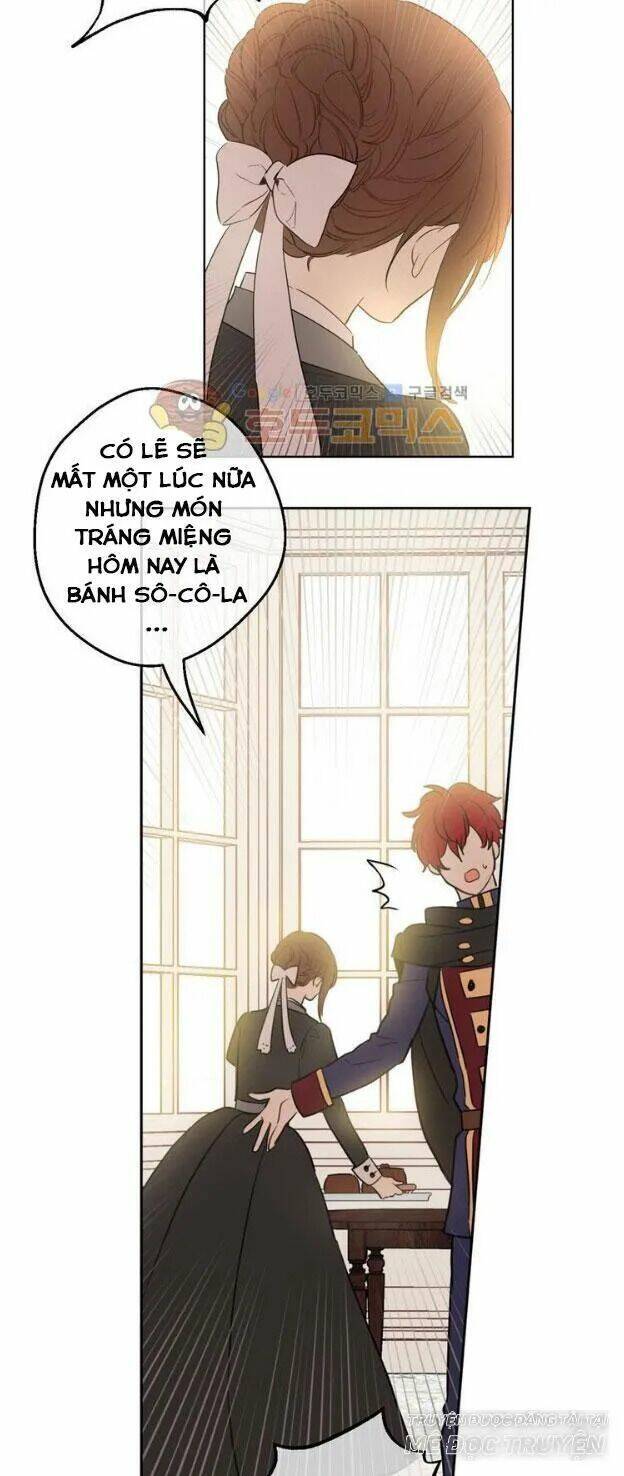 Google 호두코믹스 구글검색
호두코믹스
CÓ LẼ SẼ
MẤT MỘT LÚC NỮA
NHƯNG MÓN
TRÁNG MIỆNG
HÔM NAY LÀ
BÁNH SÔ-CÔ-LA
...
TRUYỆN ĐƯỢC ĐĂNG TẢI TẠI
MÊ ĐỌC TRUYỆN